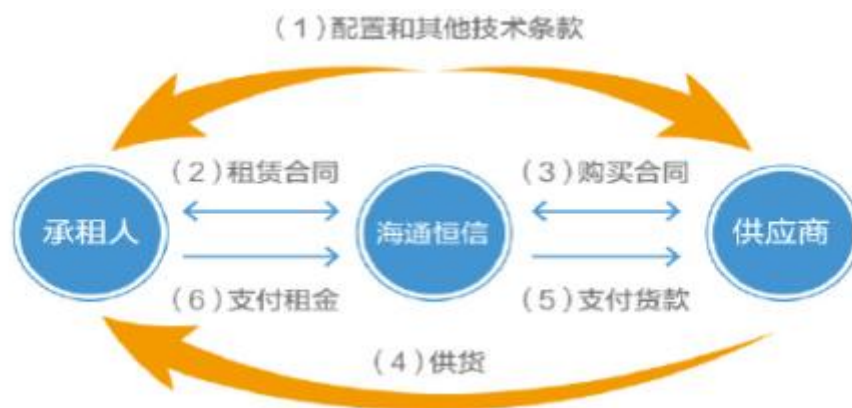 (1)配置和其他技术条款
(2)租赁合同
(3)购买合同
承租人
海通恒信
供应商
(6)支付租金
(5)支付货款
(4)供货